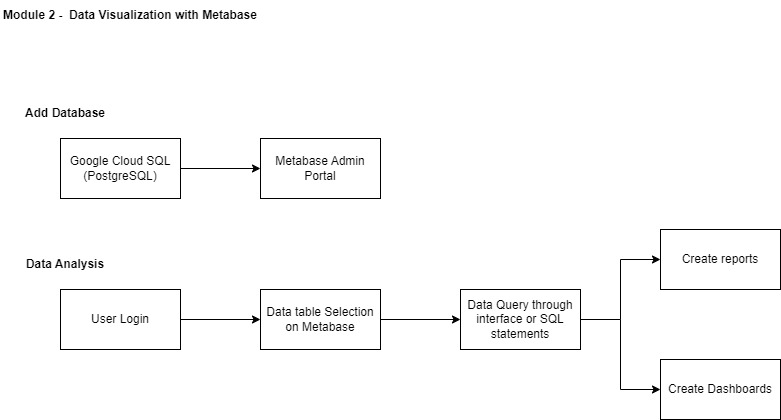 Module 2 -  Data Visualization with Metabase
Add Database
Google Cloud SQL
(PostgreSQL)
Metabase Admin
Portal
Data Analysis
User Login
Data table Selection
on Metabase
Data Query through
interface or SQL
statements
Create reports
Create Dashboards